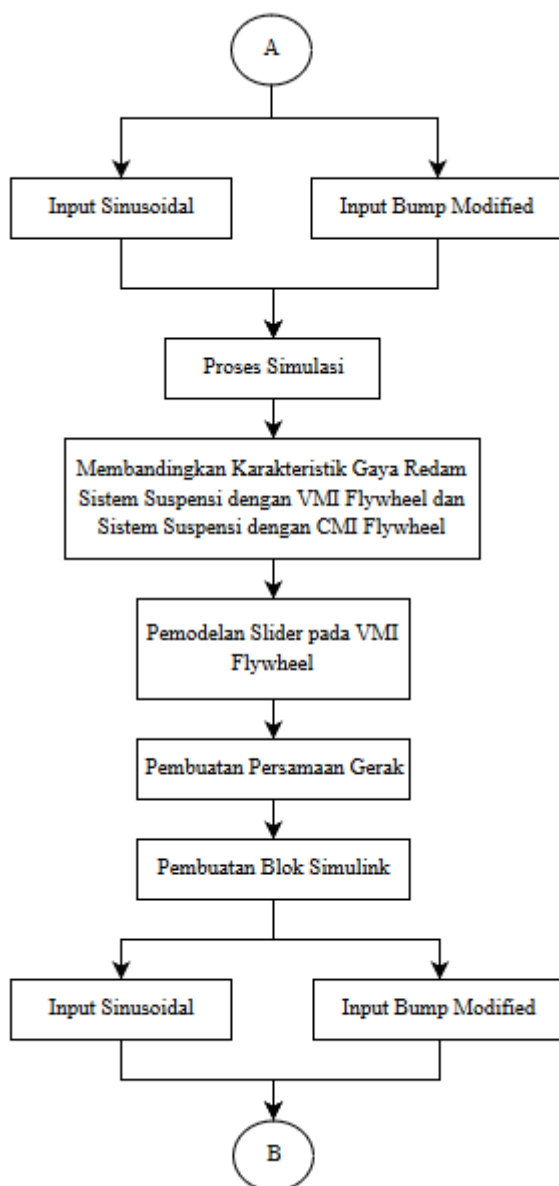 A
Input Sinusoidal
Input Bump Modified
Proses Simulasi
Membandingkan Karakteristik Gaya Redam
Sistem Suspensi dengan VMI Flywheel dan
Sistem Suspensi dengan CMI Flywheel
Pemodelan Slider pada VMI
Flywheel
Pembuatan Persamaan Gerak
Pembuatan Blok Simulink
Input Sinusoidal
Input Bump Modified
B